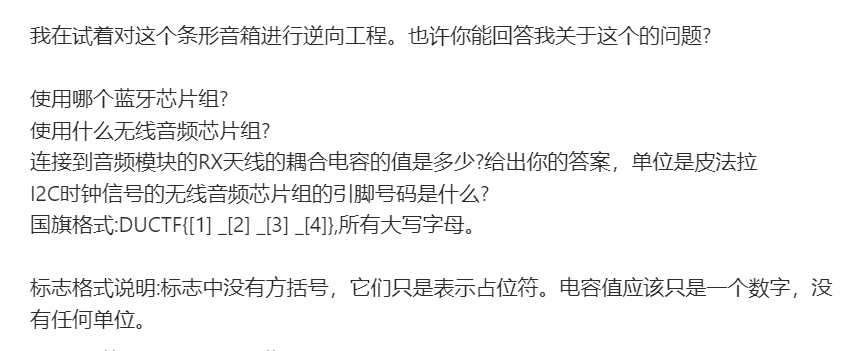 我在试着对这个条形音箱进行逆向工程。也许你能回答我关于这个的问题?
使用哪个蓝牙芯片组?
使用什么无线音频芯片组?
连接到音频模块的RX天线的耦合电容的值是多少?给出你的答案，单位是皮法拉
I2C时钟信号的无线音频芯片组的引脚号码是什么?
国旗格式:DUCTF{[1] _[2] _[3] _[4]},所有大写字母。
标志格式说明:标志中没有方括号，它们只是表示占位符。电容值应该只是一个数字，没
有任何单位。